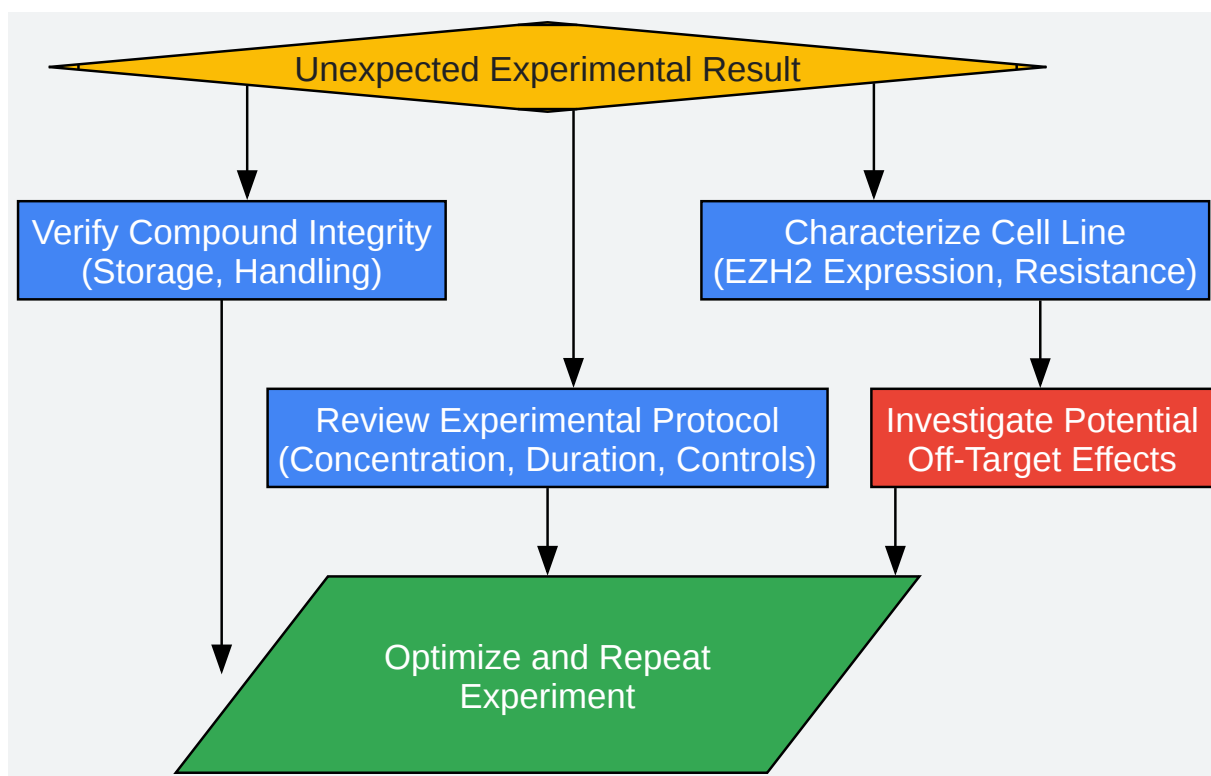 Unexpected Experimental Result
Verify Compound Integrity
(Storage, Handling)
Characterize Cell Line
(EZH2 Expression, Resistance)
Review Experimental Protocol
(Concentration, Duration, Controls)
Investigate Potential
Off-Target Effects
Optimize and Repeat
Experiment